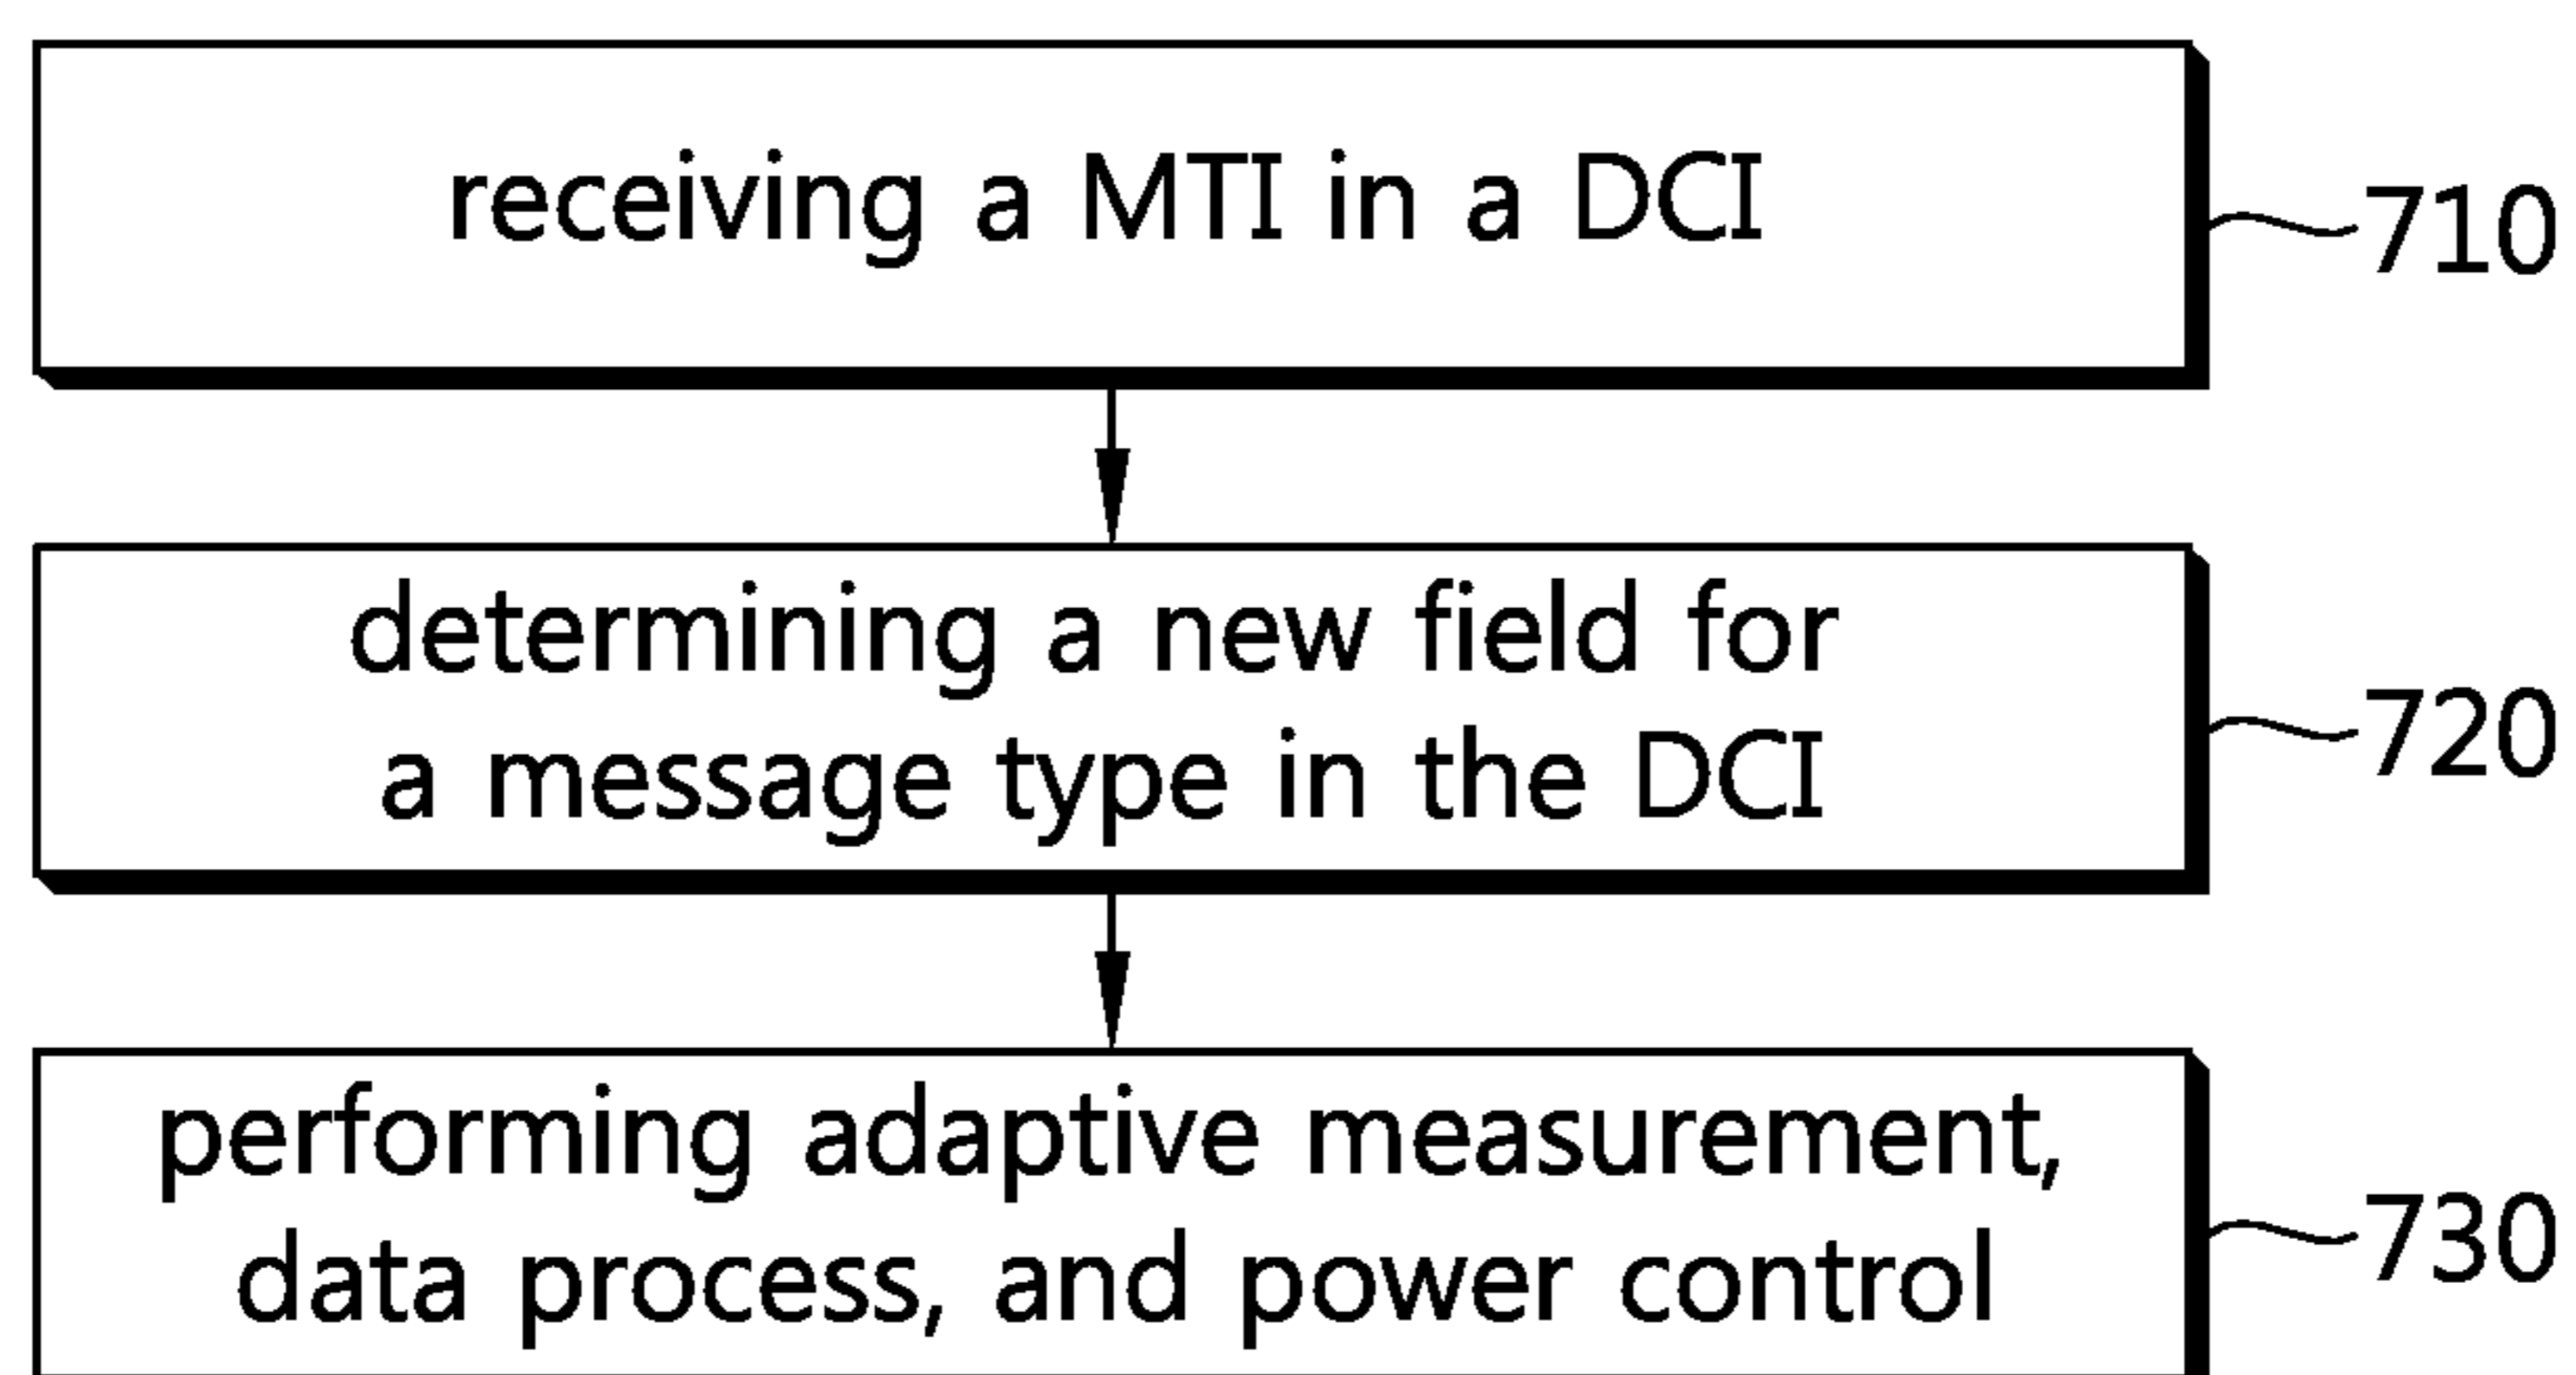 receiving a MTI in a DCI
710
determining a new field for
a message type in the DCI
720
performing adaptive measurement,
data process, and power control
730